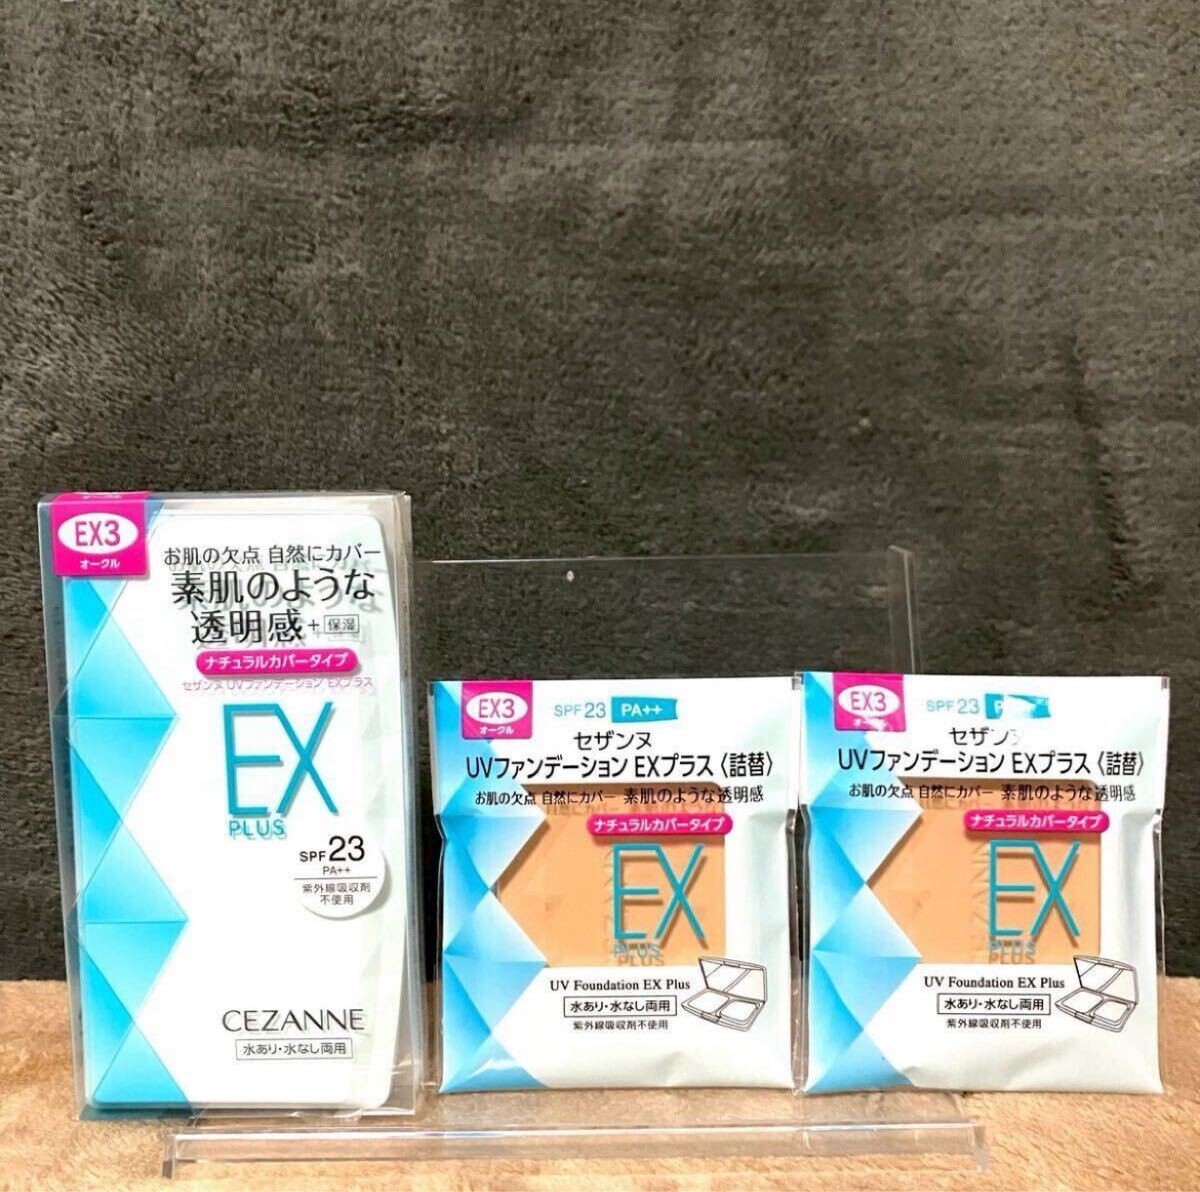 EX3
オークル
お肌の欠点 自然にカバー
素肌のような
透明感+保湿
ナチュラルカバータイプ
セザンヌ UVファンデーション EXプラス
EX
PLUS
SPF23
PA++
紫外線吸収剤
不使用
CEZANNE
水あり・水なし両用
EX3
オークル
SPF23 PA++
セザンヌ
UVファンデーション EXプラス〈詰替〉
お肌の欠点 自然にカバー 素肌のような透明感
ナチュラルカバータイプ
EX
PLUS
UV Foundation EX Plus
水あり・水なし両用
紫外線吸収剤不使用
EX3
オークル
SPF23
セザンヌ
UVファンデーション EXプラス〈詰替〉
お肌の欠点 自然にカバー 素肌のような透明感
ナチュラルカバータイプ
EX
PLUS
UV Foundation EX Plus
水あり・水なし両用
紫外線吸収剤不使用